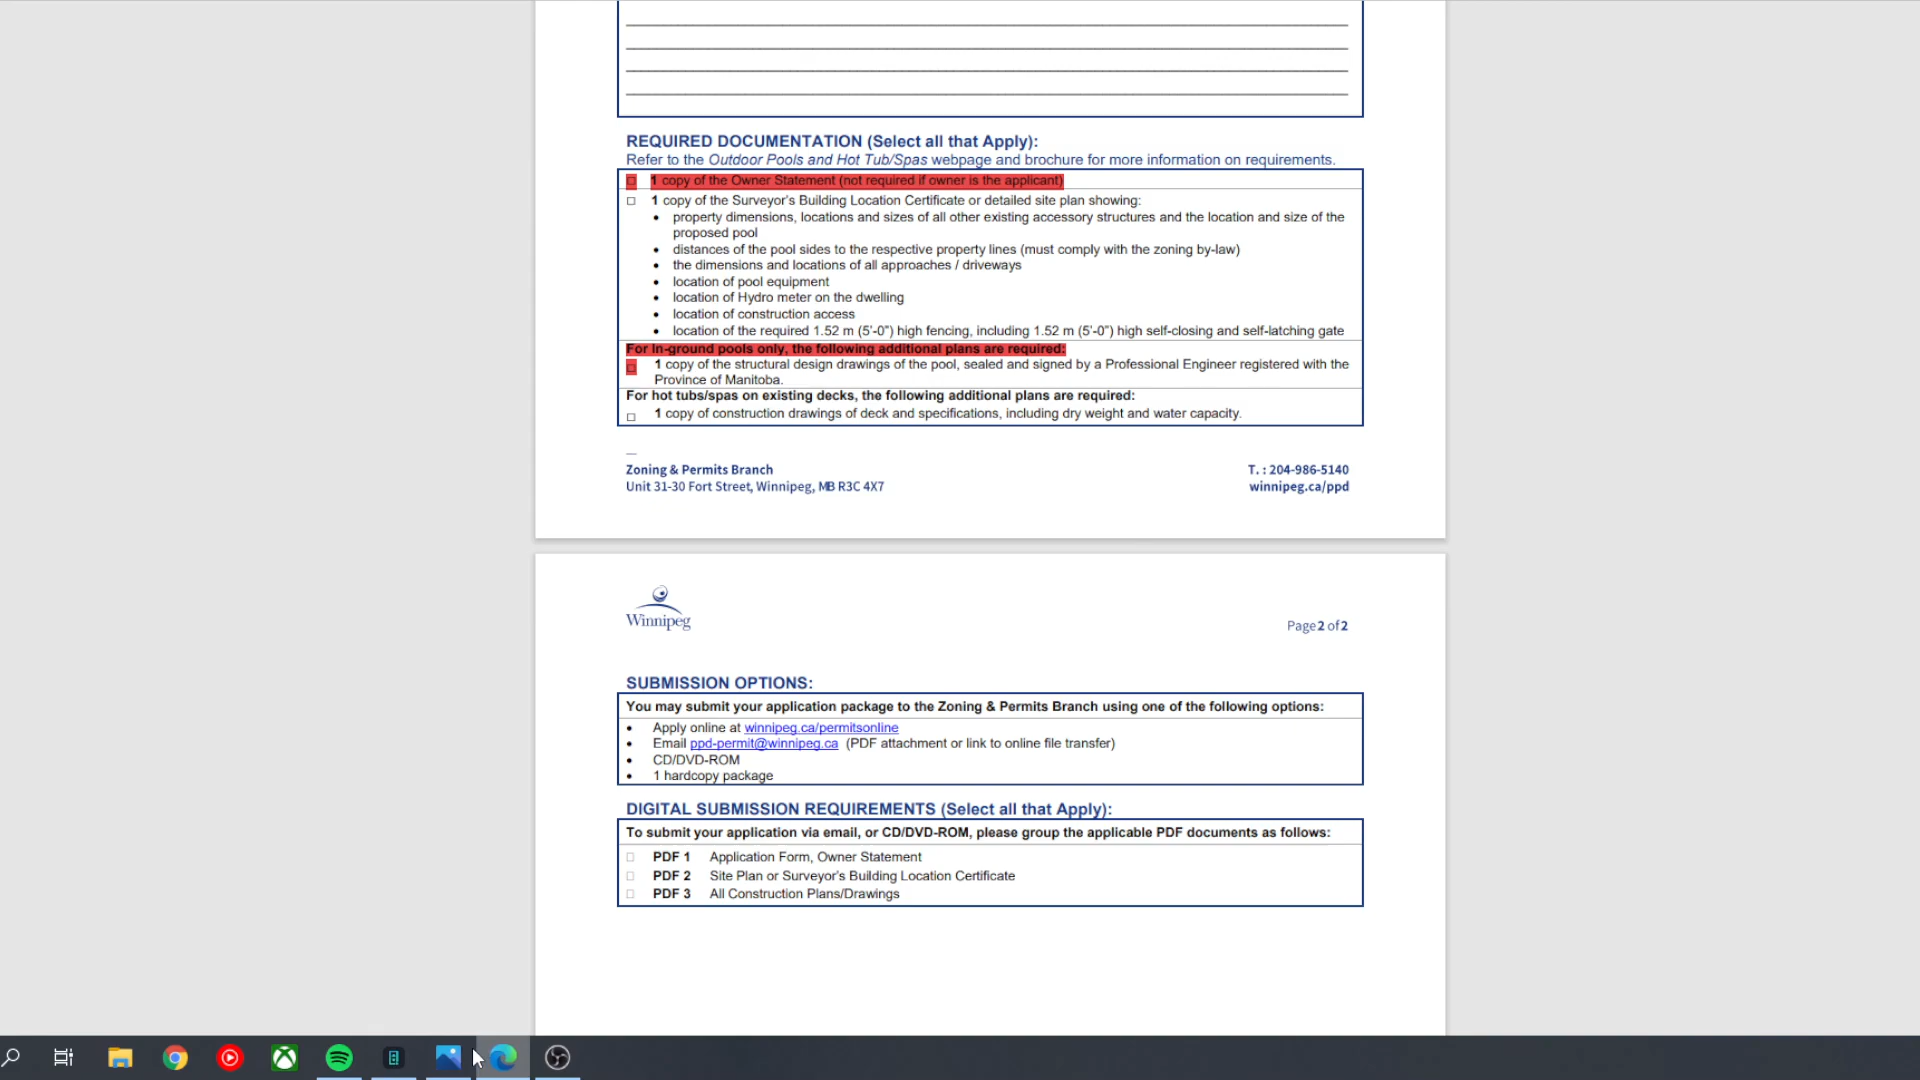 REQUIRED DOCUMENTATION (Select all that Apply):
Refer to the Outdoor Pools and Hot Tub/Spas webpage and brochure for more information on requirements.
1 copy of the Owner Statement (not required if owner is the applicant)
1 copy of the Surveyor's Building Location Certificate or detailed site plan showing:
• property dimensions, locations and sizes of all other existing accessory structures and the location and size of the
proposed pool
• distances of the pool sides to the respective property lines (must comply with the zoning by-law)
• the dimensions and locations of all approaches / driveways
• location of pool equipment
• location of Hydro meter on the dwelling
• location of construction access
• location of the required 1.52 m (5'-0") high fencing, including 1.52 m (5'-0") high self-closing and self-latching gate
For In-ground pools only, the following additional plans are required:
1 copy of the structural design drawings of the pool, sealed and signed by a Professional Engineer registered with the
Province of Manitoba.
For hot tubs/spas on existing decks, the following additional plans are required:
1 copy of construction drawings of deck and specifications, including dry weight and water capacity.
Zoning & Permits Branch
Unit 31-30 Fort Street, Winnipeg, MB R3C 4X7
T. : 204-986-5140
winnipeg.ca/ppd
Winnipeg
Page 2 of 2
SUBMISSION OPTIONS:
You may submit your application package to the Zoning & Permits Branch using one of the following options:
• Apply online at winnipeg.ca/permitsonline
• Email ppd-permit@winnipeg.ca (PDF attachment or link to online file transfer)
• CD/DVD-ROM
• 1 hardcopy package
DIGITAL SUBMISSION REQUIREMENTS (Select all that Apply):
To submit your application via email, or CD/DVD-ROM, please group the applicable PDF documents as follows:
PDF 1 Application Form, Owner Statement
PDF 2 Site Plan or Surveyor's Building Location Certificate
PDF 3 All Construction Plans/Drawings